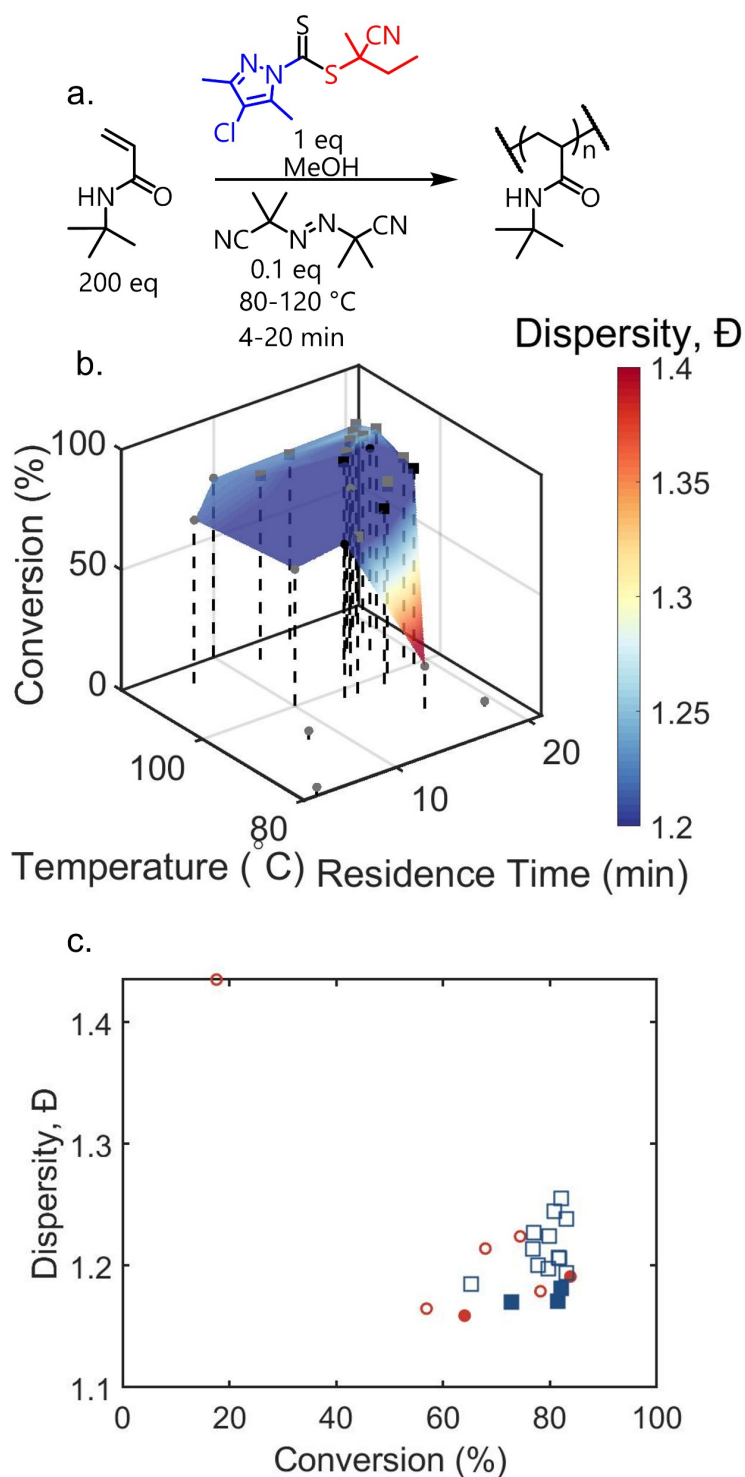 a.
S
CN
N
N
S
Cl
1 eq
MeOH
HN
O
NC
N
N
CN
200 eq
0.1 eq
80-120 °C
4-20 min
( )n
HN
O
b.
Dispersity, Đ
1.4
1.35
1.3
1.25
1.2
Conversion (%)
100
50
0
100
80
10
20
Temperature (°C)
Residence Time (min)
c.
Dispersity, Đ
1.4
1.3
1.2
1.1
0
20
40
60
80
100
Conversion (%)